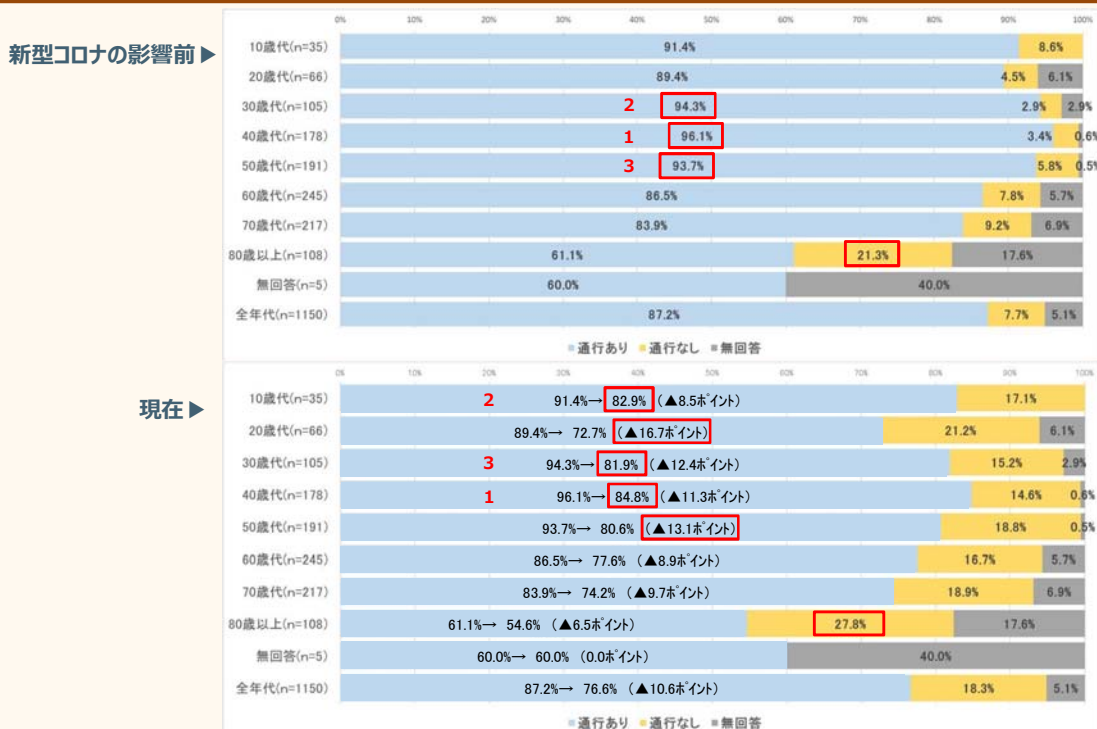 0% 10% 20% 30% 40% 50% 60% 70% 80% 90% 100%
新型コロナの影響前▶
10歳代(n=35) 91.4% 8.6%
20歳代(n=66) 89.4% 4.5% 6.1%
30歳代(n=105) 2 94.3% 2.9% 2.9%
40歳代(n=178) 1 96.1% 3.4% 0.6%
50歳代(n=191) 3 93.7% 5.8% 0.5%
60歳代(n=245) 86.5% 7.8% 5.7%
70歳代(n=217) 83.9% 9.2% 6.9%
80歳以上(n=108) 61.1% 21.3% 17.6%
無回答(n=5) 60.0% 40.0%
全年代(n=1150) 87.2% 7.7% 5.1%
通行あり 通行なし 無回答
0% 10% 20% 30% 40% 50% 60% 70% 80% 90% 100%
現在▶
10歳代(n=35) 2 91.4%→ 82.9% (▲8.5ポイント) 17.1%
20歳代(n=66) 89.4%→ 72.7% (▲16.7ポイント) 21.2% 6.1%
30歳代(n=105) 3 94.3%→ 81.9% (▲12.4ポイント) 15.2% 2.9%
40歳代(n=178) 1 96.1%→ 84.8% (▲11.3ポイント) 14.6% 0.6%
50歳代(n=191) 93.7%→ 80.6% (▲13.1ポイント) 18.8% 0.5%
60歳代(n=245) 86.5%→ 77.6% (▲8.9ポイント) 16.7% 5.7%
70歳代(n=217) 83.9%→ 74.2% (▲9.7ポイント) 18.9% 6.9%
80歳以上(n=108) 61.1%→ 54.6% (▲6.5ポイント) 27.8% 17.6%
無回答(n=5) 60.0%→ 60.0% (0.0ポイント) 40.0%
全年代(n=1150) 87.2%→ 76.6% (▲10.6ポイント) 18.3% 5.1%
通行あり 通行なし 無回答